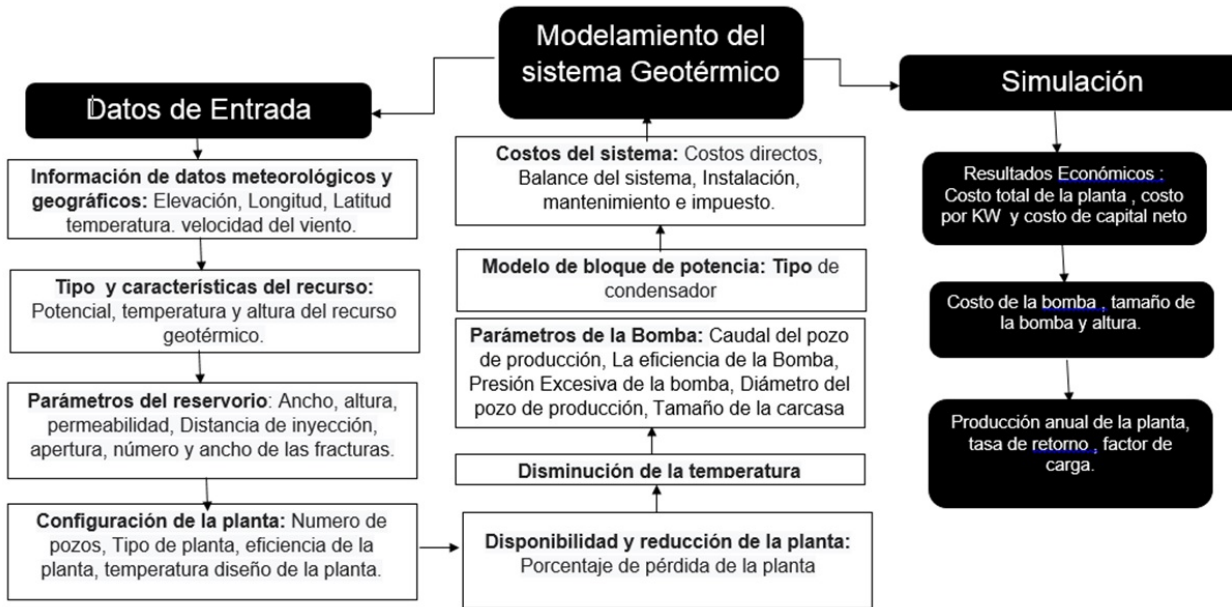 Modelamiento del
sistema Geotérmico
Datos de Entrada
Información de datos meteorológicos y
geográficos: Elevación, Longitud, Latitud
temperatura, velocidad del viento.
Tipo y características del recurso:
Potencial, temperatura y altura del recurso
geotérmico.
Parámetros del reservorio: Ancho, altura,
permeabilidad, Distancia de inyección,
apertura, número y ancho de las fracturas.
Configuración de la planta: Numero de
pozos, Tipo de planta, eficiencia de la
planta, temperatura diseño de la planta.
Costos del sistema: Costos directos,
Balance del sistema, Instalación,
mantenimiento e impuesto.
Modelo de bloque de potencia: Tipo de
condensador
Parámetros de la Bomba: Caudal del pozo
de producción, La eficiencia de la Bomba,
Presión Excesiva de la bomba, Diámetro del
pozo de producción, Tamaño de la carcasa
Disminución de la temperatura
Disponibilidad y reducción de la planta:
Porcentaje de pérdida de la planta
Simulación
Resultados Económicos :
Costo total de la planta , costo
por KW y costo de capital neto
Costo de la bomba , tamaño de
la bomba y altura.
Producción anual de la planta,
tasa de retorno , factor de
carga.